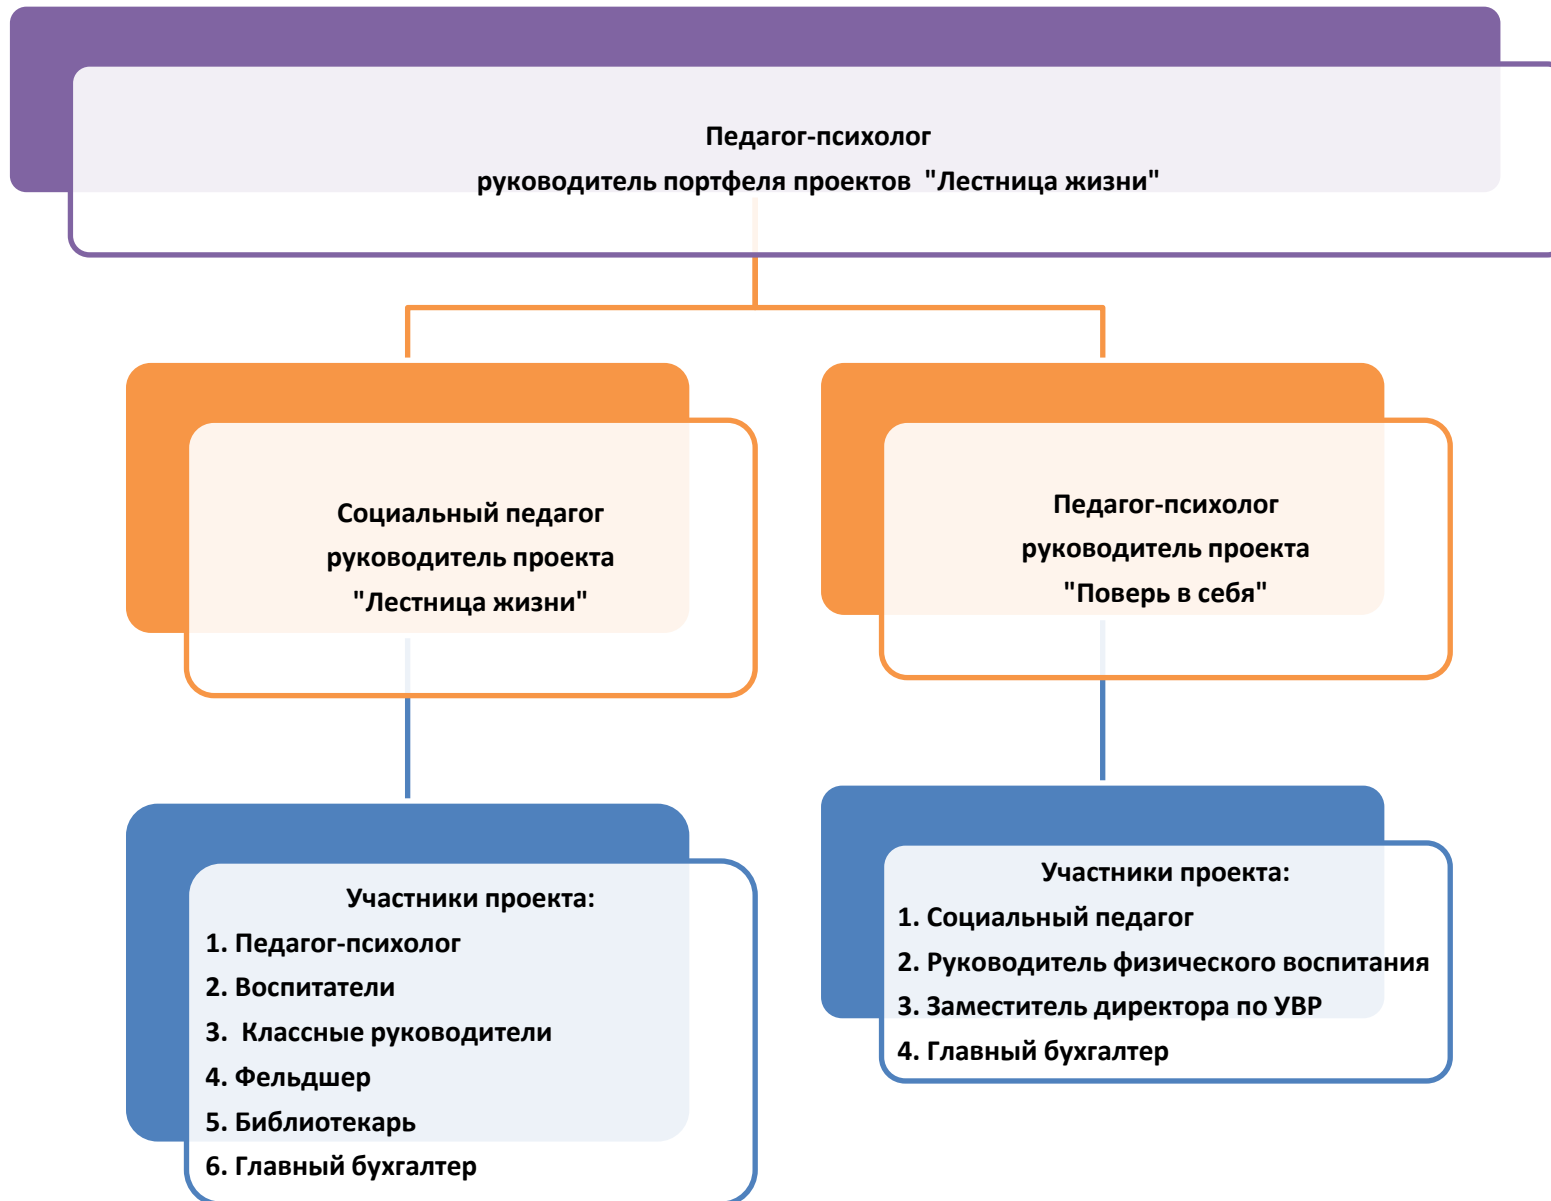 Педагог-психолог
руководитель портфеля проектов "Лестница жизни"
Социальный педагог
руководитель проекта
"Лестница жизни"
Педагог-психолог
руководитель проекта
"Поверь в себя"
Участники проекта:
1. Педагог-психолог
2. Воспитатели
3. Классные руководители
4. Фельдшер
5. Библиотекарь
6. Главный бухгалтер
Участники проекта:
1. Социальный педагог
2. Руководитель физического воспитания
3. Заместитель директора по УВР
4. Главный бухгалтер